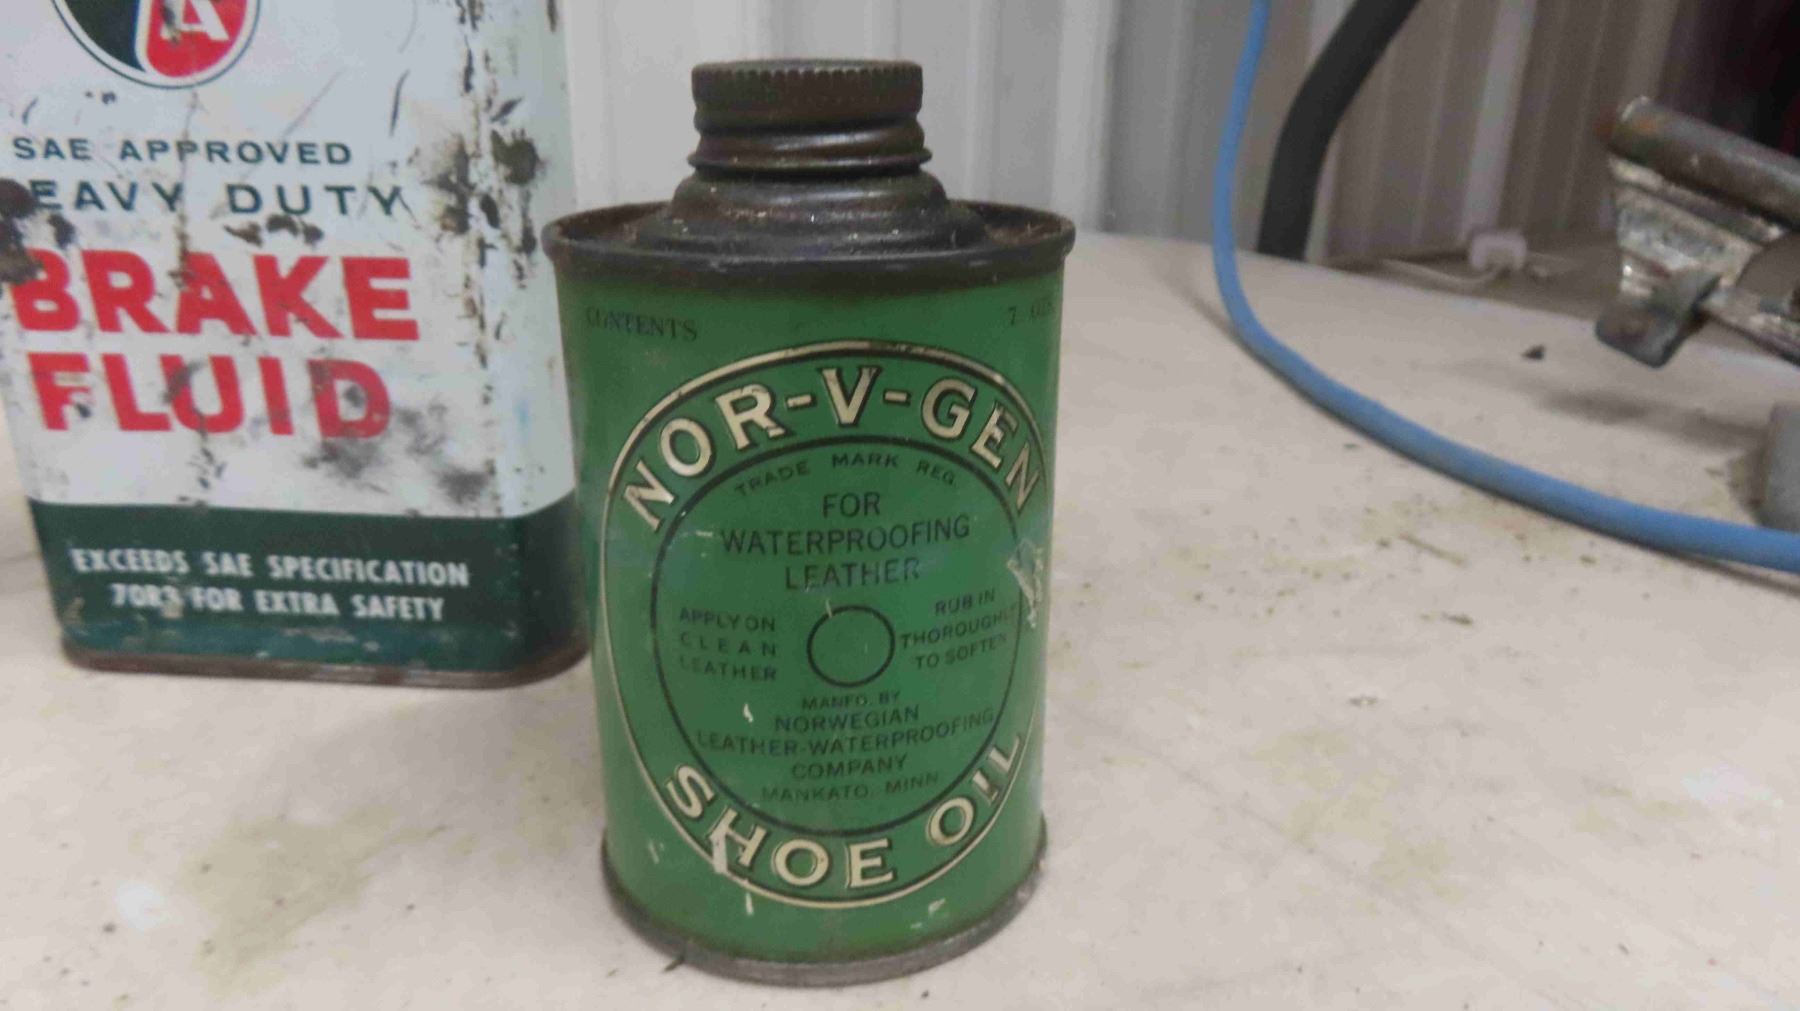 A
SAE APPROVED
HEAVY DUTY
BRAKE
FLUID
EXCEEDS SAE SPECIFICATION
70R3 FOR EXTRA SAFETY
CONTENTS 7
NOR-V-GEN
TRADE MARK REG.
FOR
WATERPROOFING
LEATHER
APPLY ON
CLEAN
LEATHER
RUB IN
THOROUGHLY
TO SOFTEN
MANFD. BY
NORWEGIAN
LEATHER-WATERPROOFING
COMPANY
MANKATO, MINN.
SHOE OIL